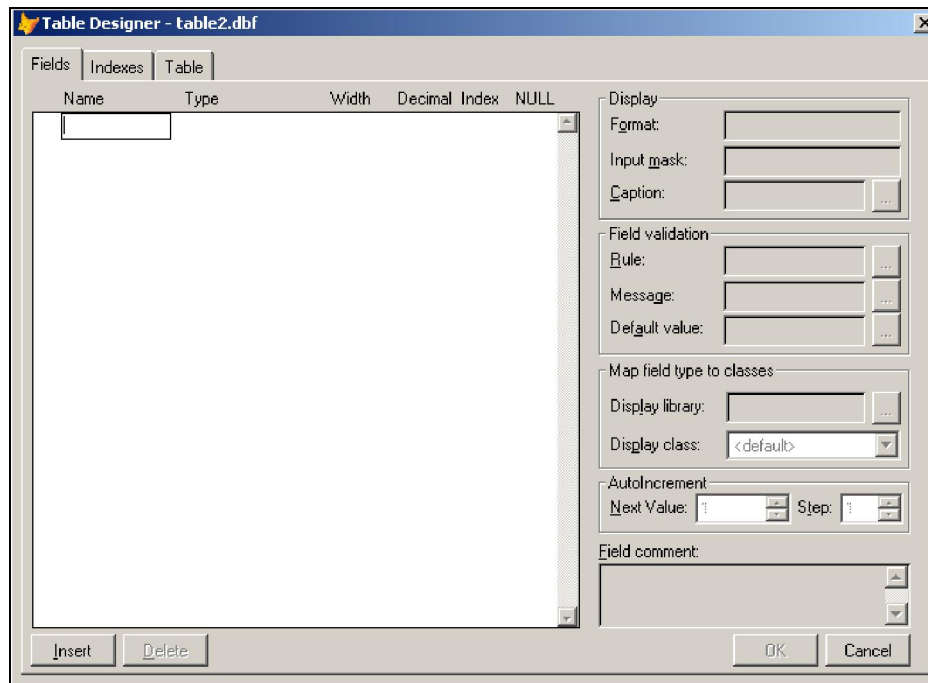 Table Designer - table2.dbf
Fields Indexes Table
Name Type Width Decimal Index NULL
Display
Format:
Input mask:
Caption: ...
Field validation
Rule: ...
Message: ...
Default value: ...
Map field type to classes
Display library: ...
Display class: <default>
AutoIncrement
Next Value: 1 Step: 1
Field comment:
Insert Delete OK Cancel